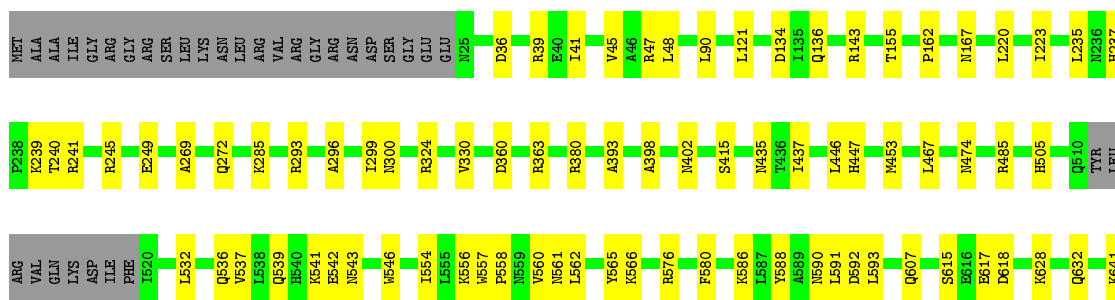 MET ALA ALA ILE GLY ARG GLY ARG SER LEU LYS ASN LEU ARG VAL ARG GLY ARG ASN ASP SER GLY GLU GLU N25 D36 R39 E40 I41 V45 A46 R47 L48 L90 L121 D134 I135 Q136 R143 T155 P162 N167 L220 I223 L235 N236 H237
P238 K239 T240 R241 R245 E249 A269 Q272 K285 R293 A296 I299 N300 R324 V330 D360 R363 R380 A393 A398 N402 S415 N435 T436 I437 L446 H447 M453 L467 N474 R485 H505 Q510 TYR LEU
ARG VAL GLN LYS ASP ILE PHE I520 L532 Q536 V537 L538 Q539 H540 K541 E542 N543 W546 I554 L555 K556 W557 P558 N559 V560 N561 L562 Y565 K566 R576 F580 K586 L587 Y588 A589 N590 L591 D592 L593 Q607 S615 E616 E617 D618 K628 Q632